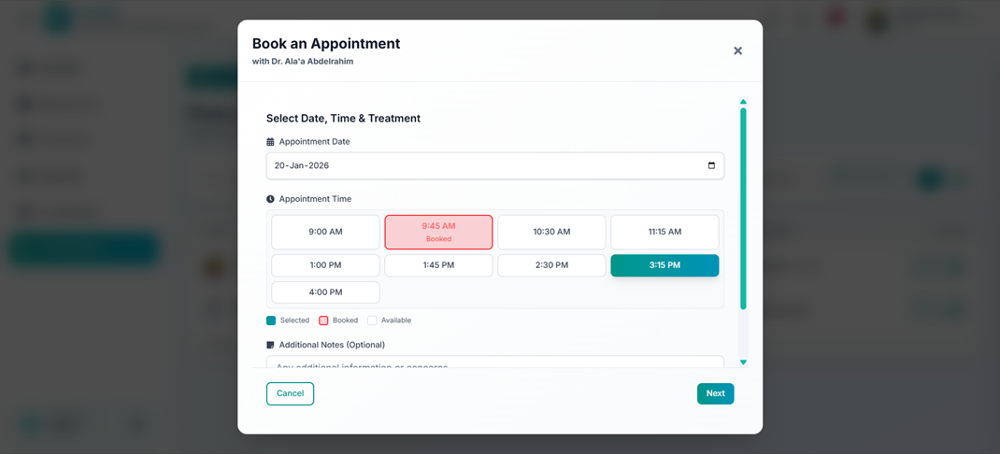 Book an Appointment
with Dr. Ala'a Abdelrahim
Select Date, Time & Treatment
Appointment Date
20-Jan-2026
Appointment Time
9:00 AM
9:45 AM
Booked
10:30 AM
11:15 AM
1:00 PM
1:45 PM
2:30 PM
3:15 PM
4:00 PM
Selected
Booked
Available
Additional Notes (Optional)
Any additional information or concerns
Cancel
Next